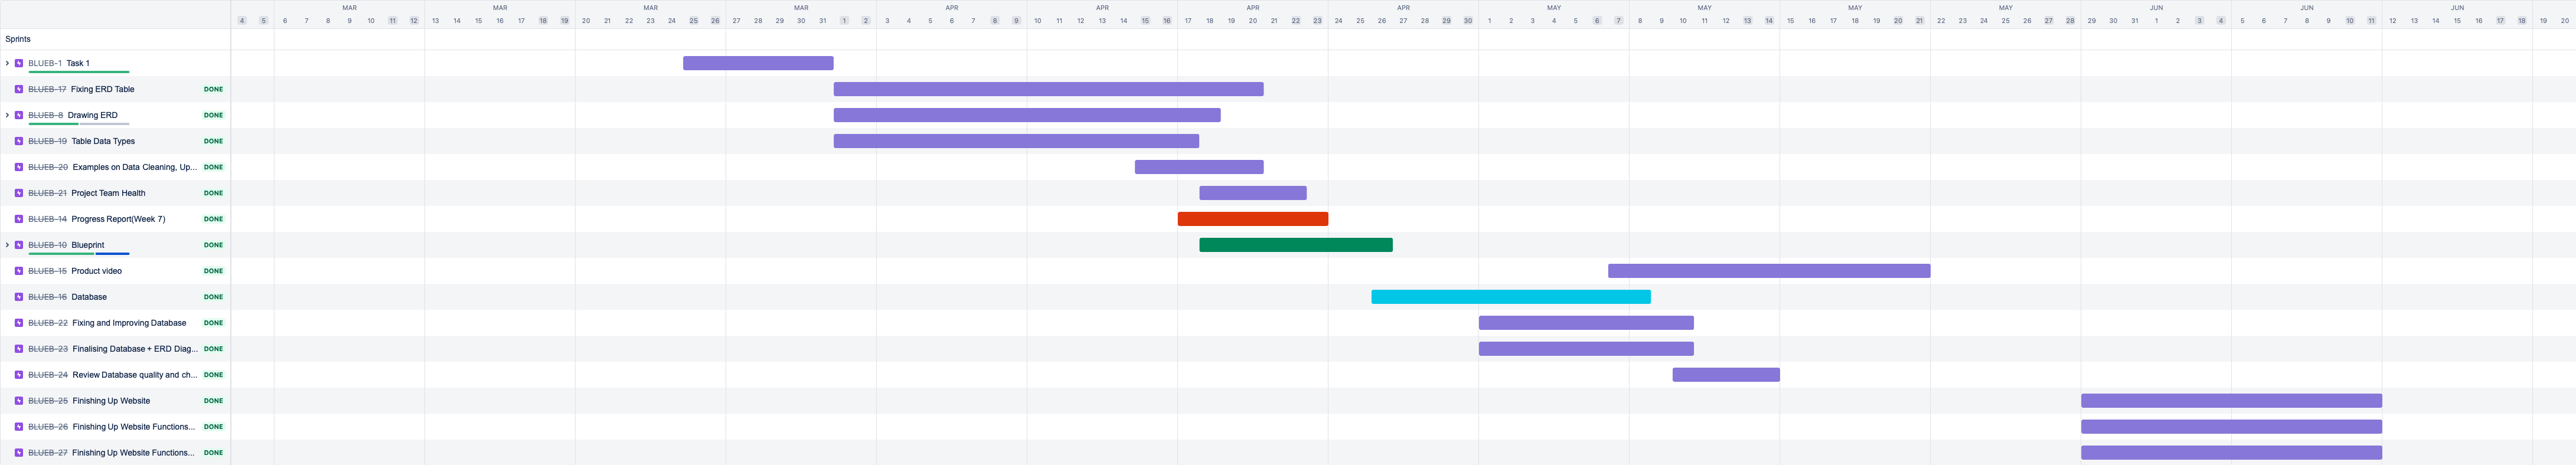 MAR MAR MAR MAR APR APR APR APR MAY MAY MAY MAY JUN JUN JUN
4 5 6 7 8 9 10 11 12 13 14 15 16 17 18 19 20 21 22 23 24 25 26 27 28 29 30 31 1 2 3 4 5 6 7 8 9 10 11 12 13 14 15 16 17 18 19 20 21 22 23 24 25 26 27 28 29 30 1 2 3 4 5 6 7 8 9 10 11 12 13 14 15 16 17 18 19 20 21 22 23 24 25 26 27 28 29 30 31 1 2 3 4 5 6 7 8 9 10 11 12 13 14 15 16 17 18 19 20
Sprints
BLUEB-1 Task 1
BLUEB-17 Fixing ERD Table DONE
BLUEB-8 Drawing ERD DONE
BLUEB-19 Table Data Types DONE
BLUEB-20 Examples on Data Cleaning, Up... DONE
BLUEB-21 Project Team Health DONE
BLUEB-14 Progress Report(Week 7) DONE
BLUEB-10 Blueprint DONE
BLUEB-15 Product video DONE
BLUEB-16 Database DONE
BLUEB-22 Fixing and Improving Database DONE
BLUEB-23 Finalising Database + ERD Diag... DONE
BLUEB-24 Review Database quality and ch... DONE
BLUEB-25 Finishing Up Website DONE
BLUEB-26 Finishing Up Website Functions... DONE
BLUEB-27 Finishing Up Website Functions... DONE